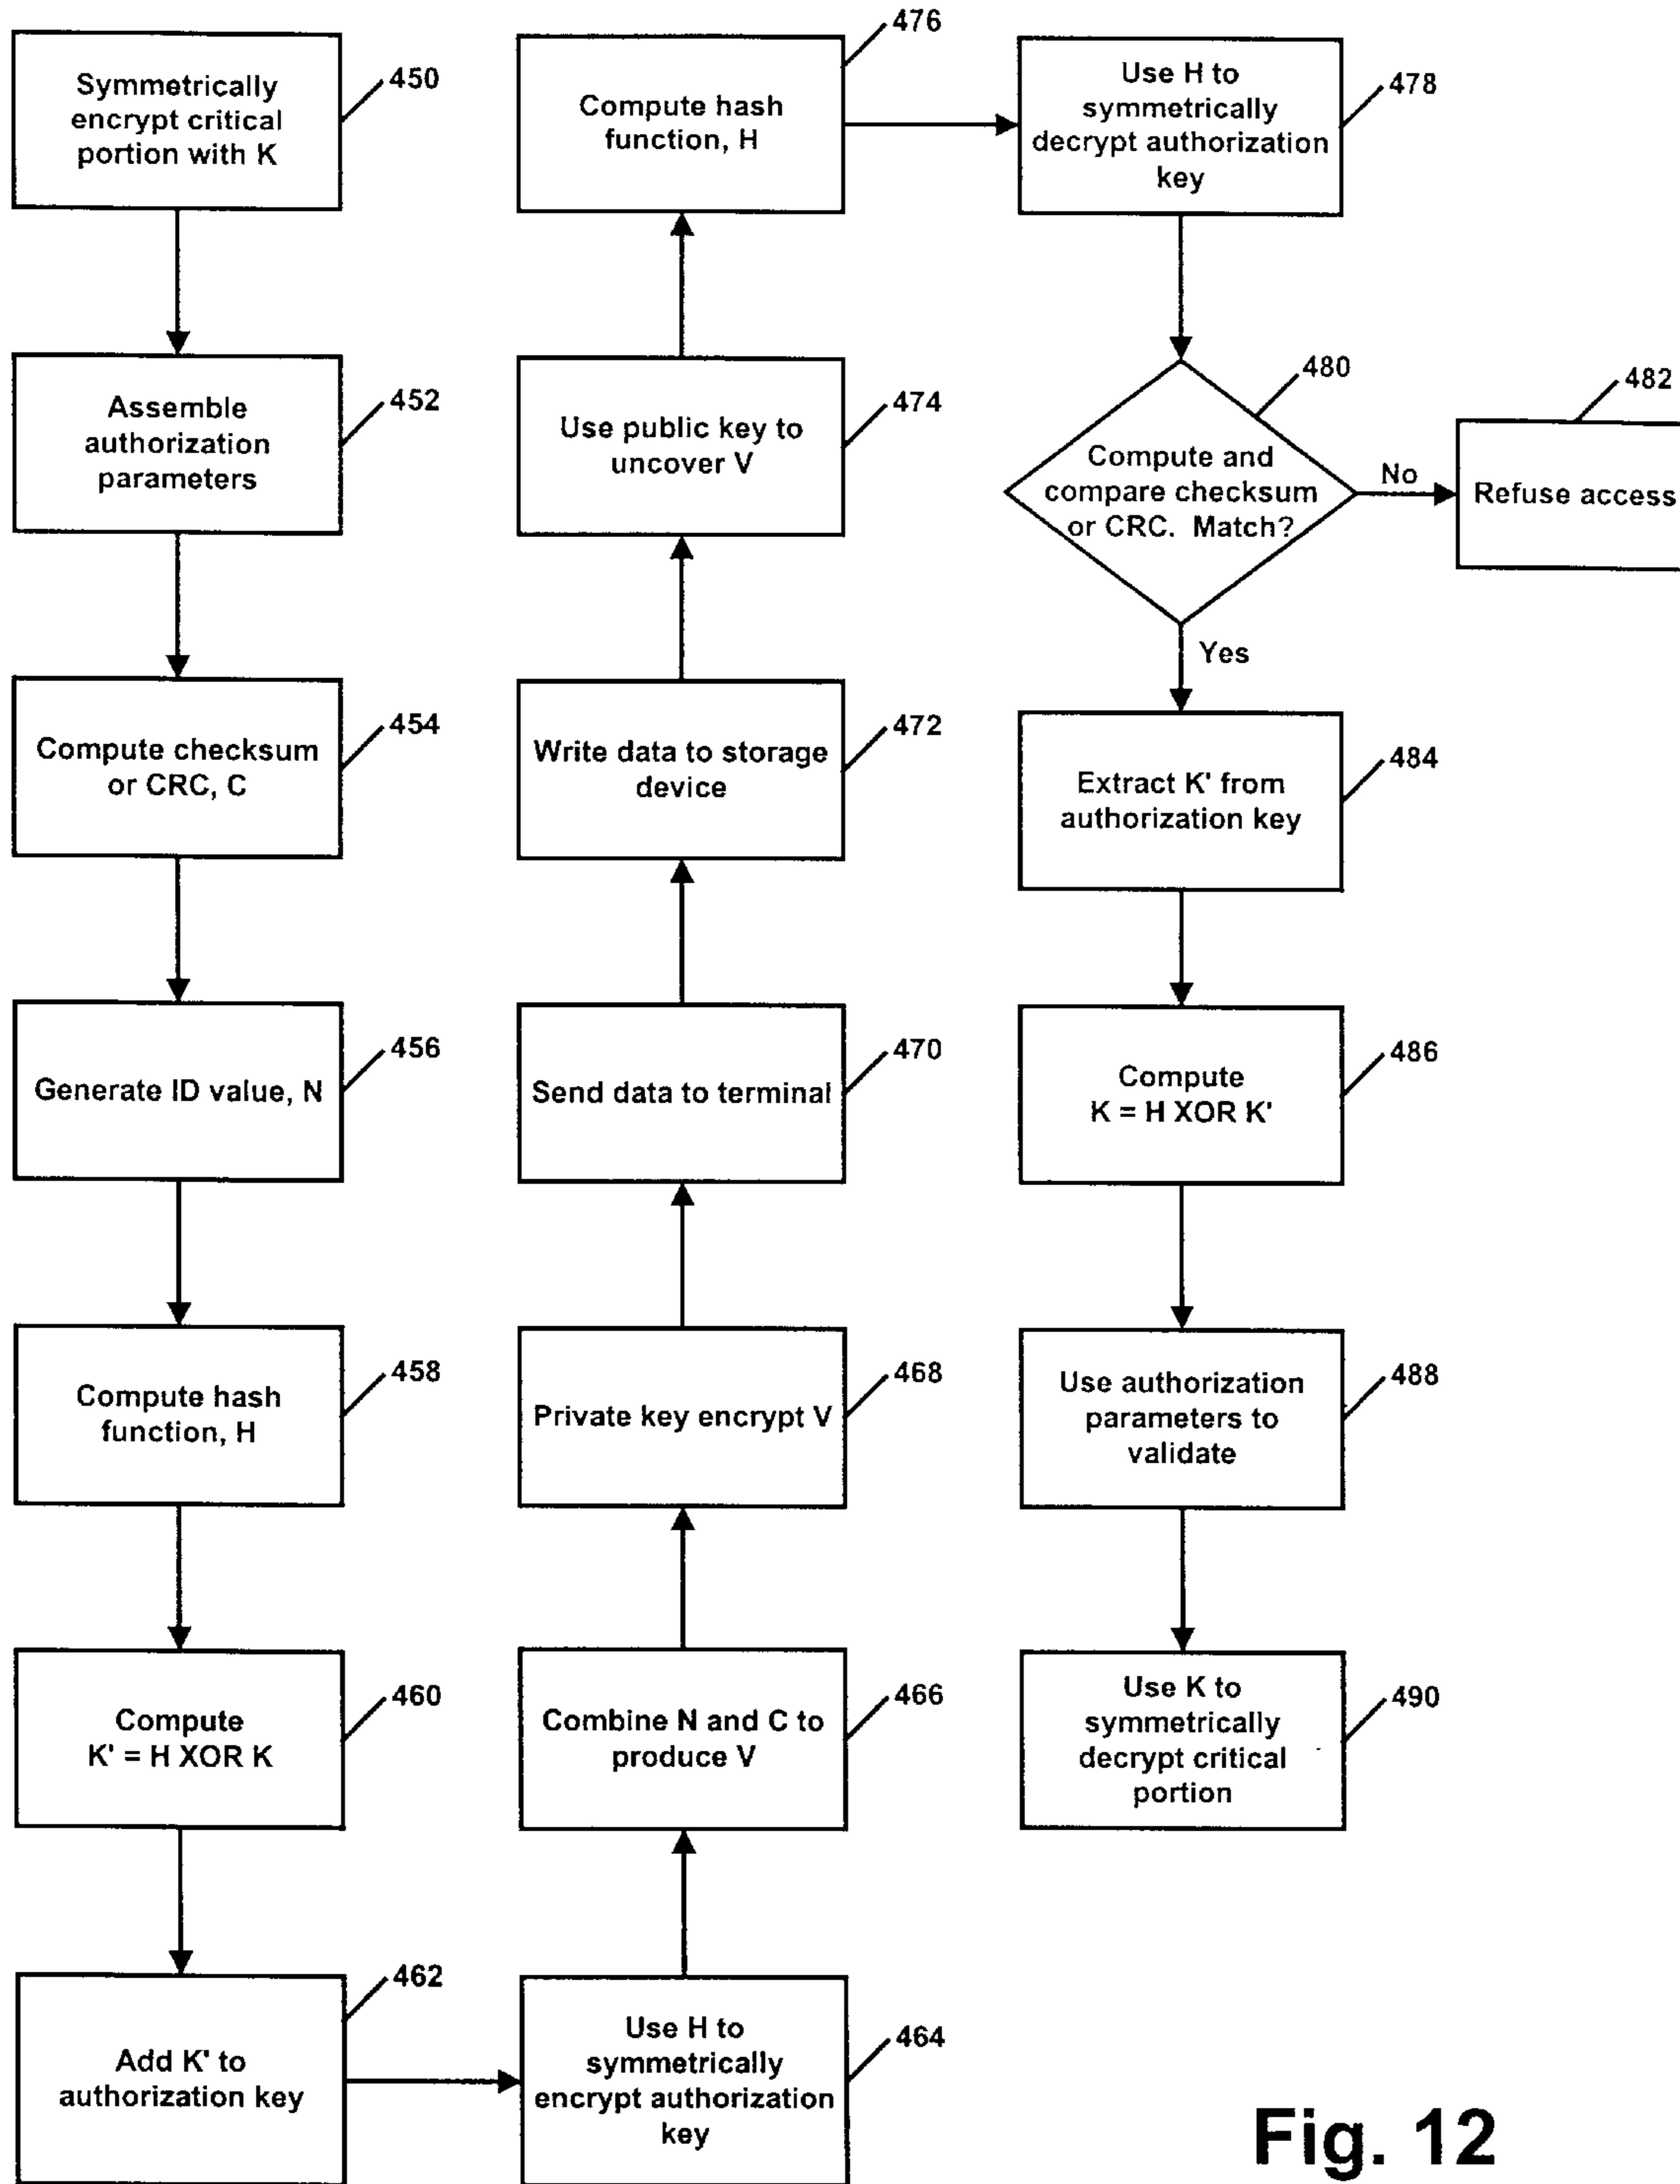 Symmetrically
encrypt critical
portion with K
450
Assemble
authorization
parameters
452
Compute checksum
or CRC, C
454
Generate ID value, N
456
Compute hash
function, H
458
Compute
K' = H XOR K
460
Add K' to
authorization key
462
Use H to
symmetrically
encrypt authorization
key
464
Combine N and C to
produce V
466
Private key encrypt V
468
Send data to terminal
470
Write data to storage
device
472
Use public key to
uncover V
474
Compute hash
function, H
476
Use H to
symmetrically
decrypt authorization
key
478
Compute and
compare checksum
or CRC. Match?
480
No
Refuse access
482
Yes
Extract K' from
authorization key
484
Compute
K = H XOR K'
486
Use authorization
parameters to
validate
488
Use K to
symmetrically
decrypt critical
portion
490
Fig. 12